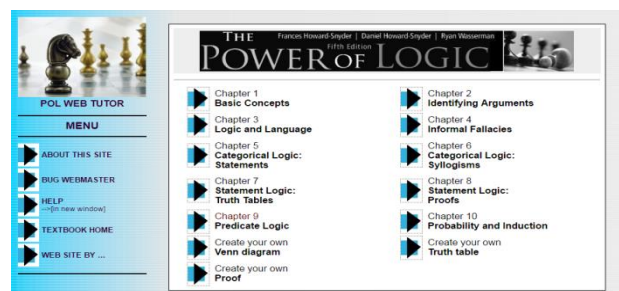 POL WEB TUTOR
MENU
ABOUT THIS SITE
BUG WEBMASTER
HELP
-->[in new window]
TEXTBOOK HOME
WEB SITE BY ...
Frances Howard-Snyder | Daniel Howard-Snyder | Ryan Wasserman
Fifth Edition
THE
POWER OF LOGIC
Chapter 1
Basic Concepts
Chapter 2
Identifying Arguments
Chapter 3
Logic and Language
Chapter 4
Informal Fallacies
Chapter 5
Categorical Logic:
Statements
Chapter 6
Categorical Logic:
Syllogisms
Chapter 7
Statement Logic:
Truth Tables
Chapter 8
Statement Logic:
Proofs
Chapter 9
Predicate Logic
Chapter 10
Probability and Induction
Create your own
Venn diagram
Create your own
Truth table
Create your own
Proof